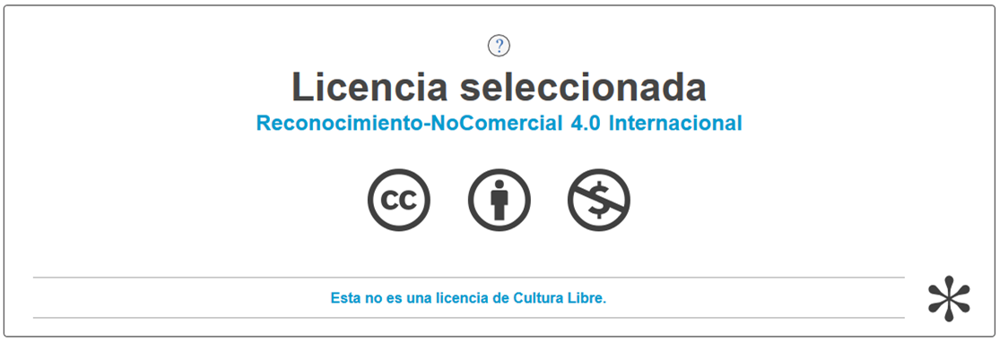 ?
Licencia seleccionada
Reconocimiento-NoComercial 4.0 Internacional
cc
$
Esta no es una licencia de Cultura Libre.